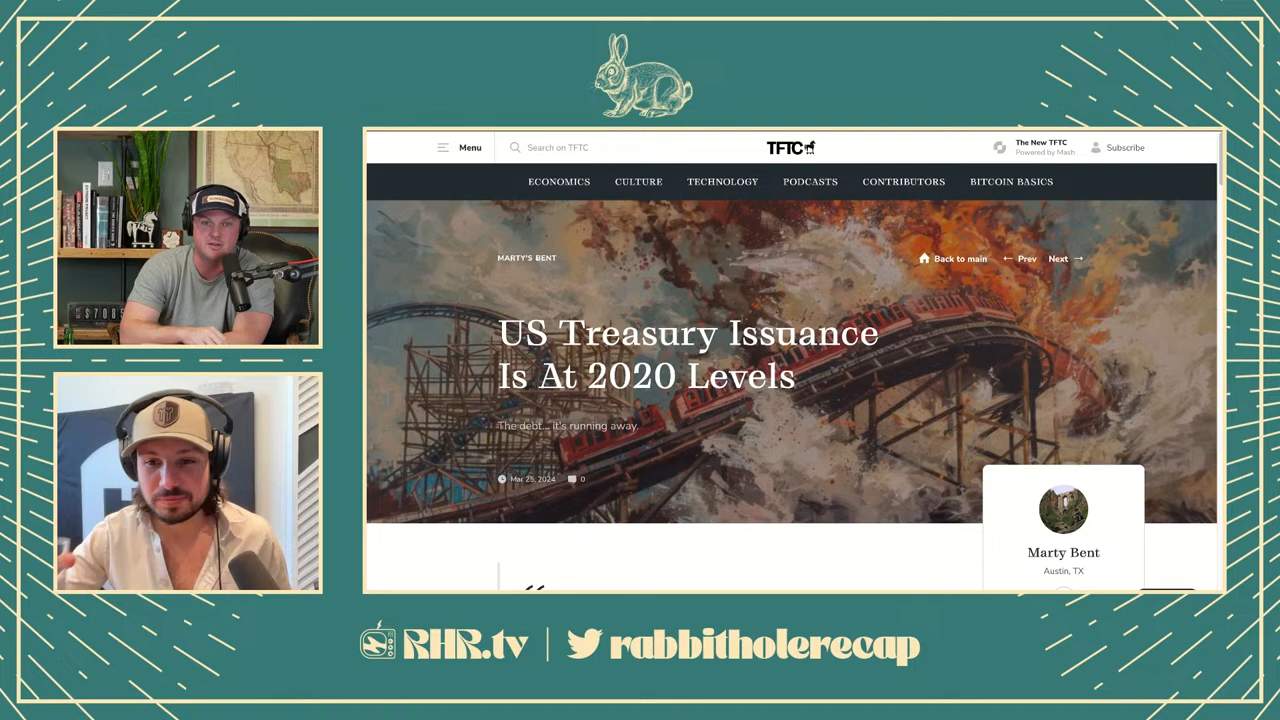 Menu
Search on TFTC
TFTC
The New TFTC
Powered by Mash
Subscribe
ECONOMICS
CULTURE
TECHNOLOGY
PODCASTS
CONTRIBUTORS
BITCOIN BASICS
MARTY'S BENT
Back to main
← Prev
Next →
US Treasury Issuance
Is At 2020 Levels
The debt... it's running away.
Mar 26, 2024
0
Marty Bent
Austin, TX
TFTC
RHR.tv
rabbitholerecap